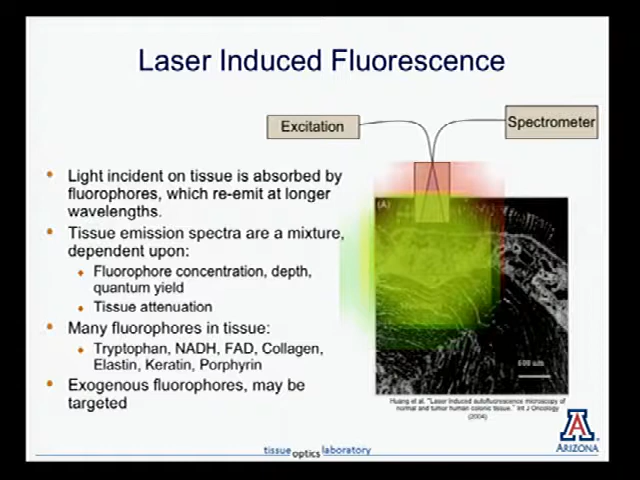 Laser Induced Fluorescence
Excitation
Spectrometer
• Light incident on tissue is absorbed by
fluorophores, which re-emit at longer
wavelengths.
• Tissue emission spectra are a mixture,
dependent upon:
Fluorophore concentration, depth,
quantum yield
Tissue attenuation
• Many fluorophores in tissue:
Tryptophan, NADH, FAD, Collagen,
Elastin, Keratin, Porphyrin
• Exogenous fluorophores, may be
targeted
(A)
Huang et al. "Laser Induced autofluorescence microscopy of
normal and tumor human colonic tissue." Int J Oncology
(2004)
tissue optics laboratory
A
ARIZONA